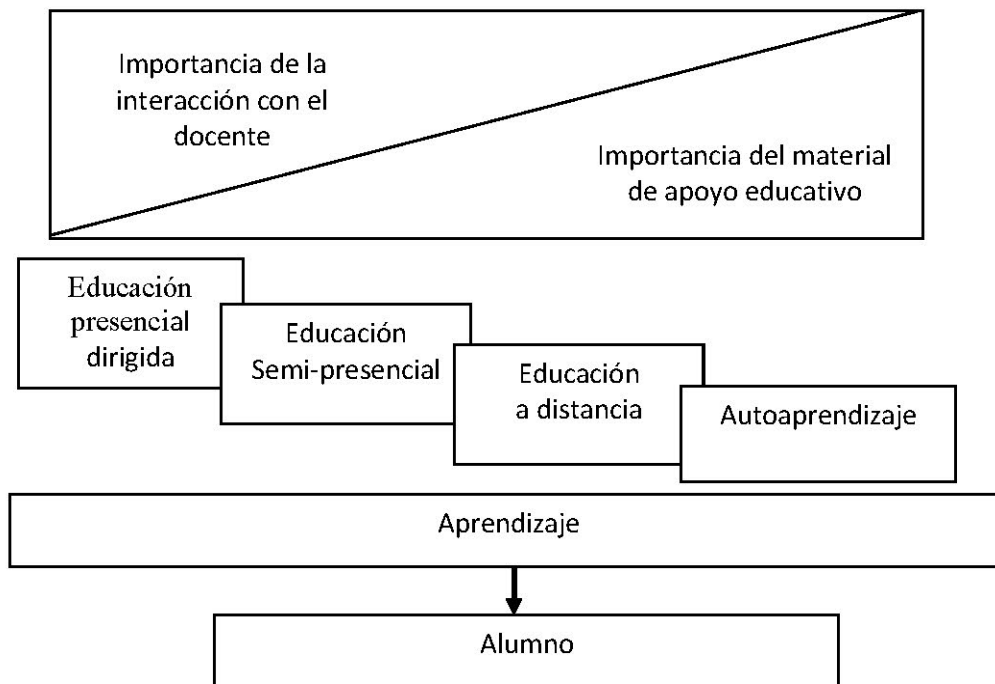 Importancia de la
interacción con el
docente
Importancia del material
de apoyo educativo
Educación
presencial
dirigida
Educación
Semi-presencial
Educación
a distancia
Autoaprendizaje
Aprendizaje
Alumno